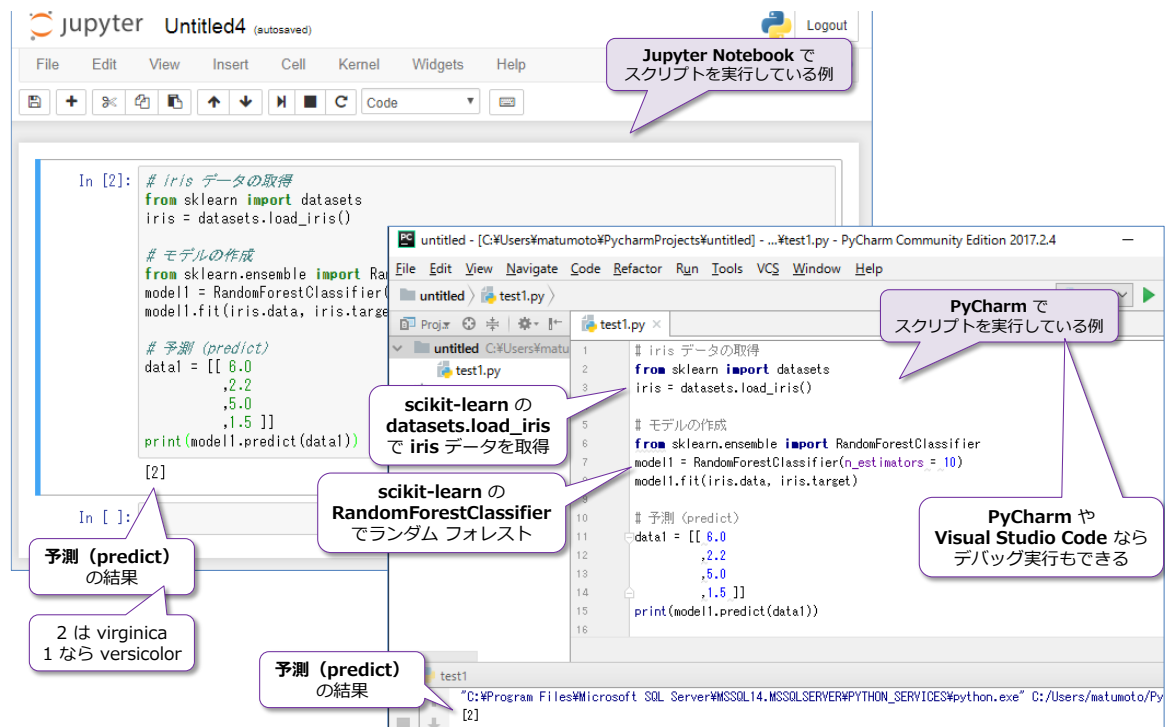 jupyter Untitled4 (autosaved)
Logout
File Edit View Insert Cell Kernel Widgets Help
Code
Jupyter Notebook で
スクリプトを実行している例
In [2]:
# iris データの取得
from sklearn import datasets
iris = datasets.load_iris()
# モデルの作成
from sklearn.ensemble import Ra
model1 = RandomForestClassifier(
model1.fit(iris.data, iris.targe
# 予測 (predict)
data1 = [[ 6.0
,2.2
,5.0
,1.5 ]]
print(model1.predict(data1))
[2]
In [ ]:
予測（predict）
の結果
2 は virginica
1 なら versicolor
untitled - [C:¥Users¥matumoto¥PycharmProjects¥untitled] - ...¥test1.py - PyCharm Community Edition 2017.2.4
File Edit View Navigate Code Refactor Run Tools VCS Window Help
untitled test1.py
Proj
test1.py
untitled C:¥Users¥matu
test1.py
PyCharm で
スクリプトを実行している例
1 # iris データの取得
2 from sklearn import datasets
3 iris = datasets.load_iris()
5 # モデルの作成
6 from sklearn.ensemble import RandomForestClassifier
7 model1 = RandomForestClassifier(n_estimators = 10)
model1.fit(iris.data, iris.target)
10 # 予測 (predict)
11 data1 = [[ 6.0
12 ,2.2
13 ,5.0
14 ,1.5 ]]
15 print(model1.predict(data1))
16
scikit-learn の
datasets.load_iris
で iris データを取得
scikit-learn の
RandomForestClassifier
でランダム フォレスト
PyCharm や
Visual Studio Code なら
デバッグ実行もできる
予測（predict）
の結果
test1
"C:¥Program Files¥Microsoft SQL Server¥MSSQL14.MSSQLSERVER¥PYTHON_SERVICES¥python.exe" C:/Users/matumoto/Py
[2]